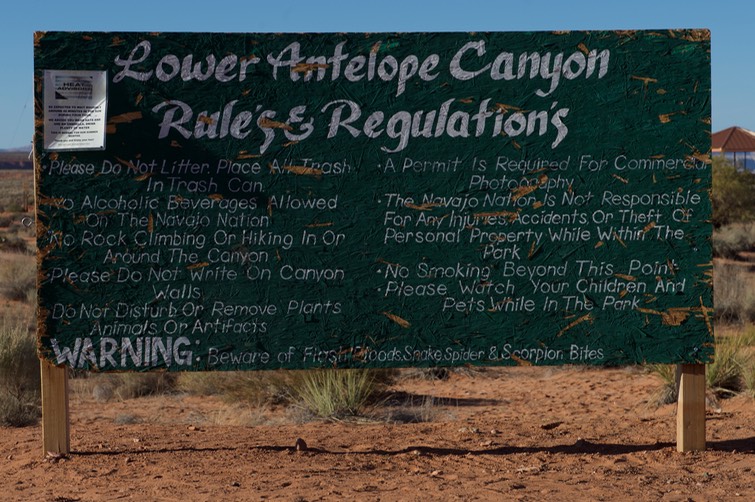 Lower Antelope Canyon
Rule's & Regulation's
HEAT
ADVISORY
• Please Do Not Litter. Place All Trash
In Trash Can.
No Alcoholic Beverages Allowed
On The Navajo Nation
No Rock Climbing Or Hiking In Or
Around The Canyon
• Please Do Not Write On Canyon
Walls
Do Not Disturb Or Remove Plants
Animals, Or Artifacts
• A Permit Is Required For Commercial
Photography
• The Navajo Nation Is Not Responsible
For Any Injuries, Accidents, Or Theft Of
Personal Property While Within The
Park
• No Smoking Beyond This Point
• Please Watch Your Children And
Pets While In The Park
WARNING: Beware of Flash Floods, Snake, Spider & Scorpion Bites